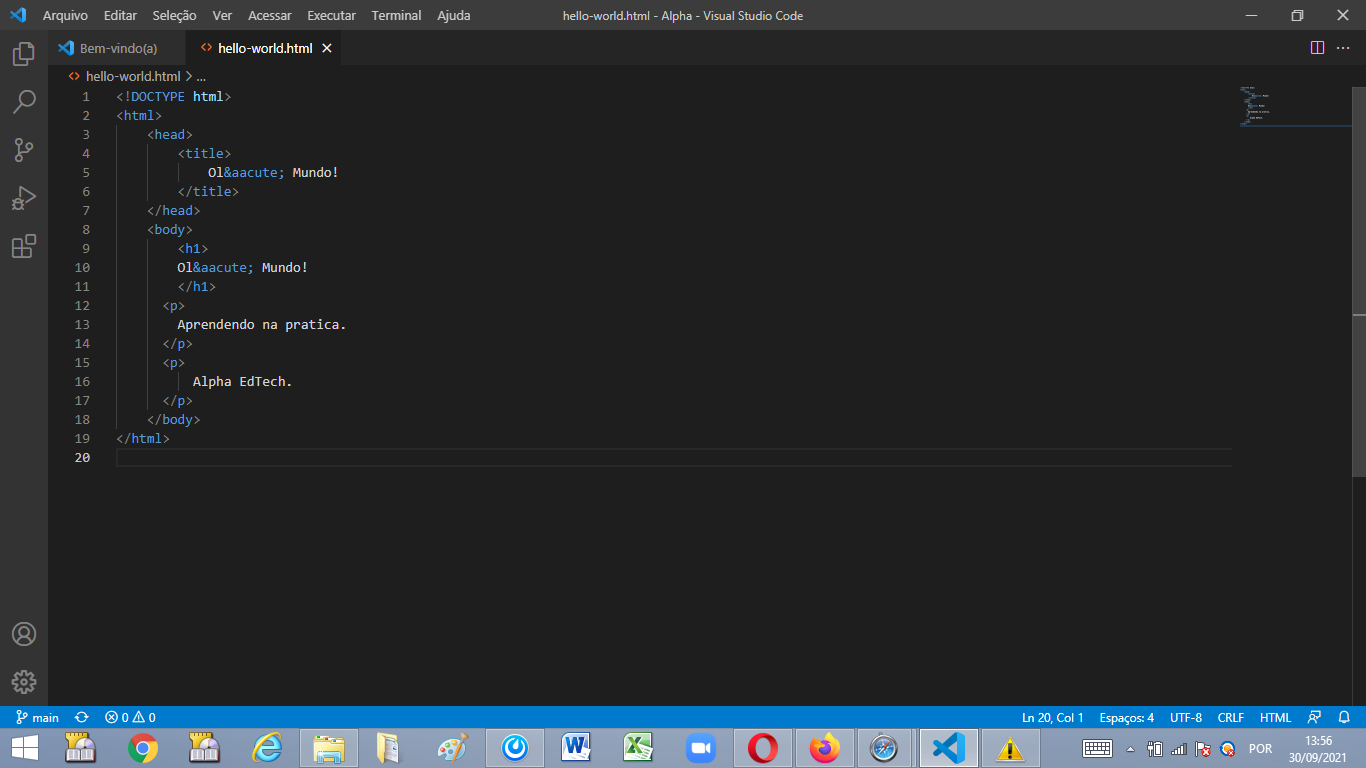 Arquivo Editar Seleção Ver Acessar Executar Terminal Ajuda hello-world.html - Alpha - Visual Studio Code
Bem-vindo(a) hello-world.html
hello-world.html > ...
1 <!DOCTYPE html>
2 <html>
3 <head>
4 <title>
5 Ol&aacute; Mundo!
6 </title>
7 </head>
8 <body>
9 <h1>
10 Ol&aacute; Mundo!
11 </h1>
12 <p>
13 Aprendendo na pratica.
14 </p>
15 <p>
16 Alpha EdTech.
17 </p>
18 </body>
19 </html>
20
main 0 0 Ln 20, Col 1 Espaços: 4 UTF-8 CRLF HTML
POR 13:56
30/09/2021